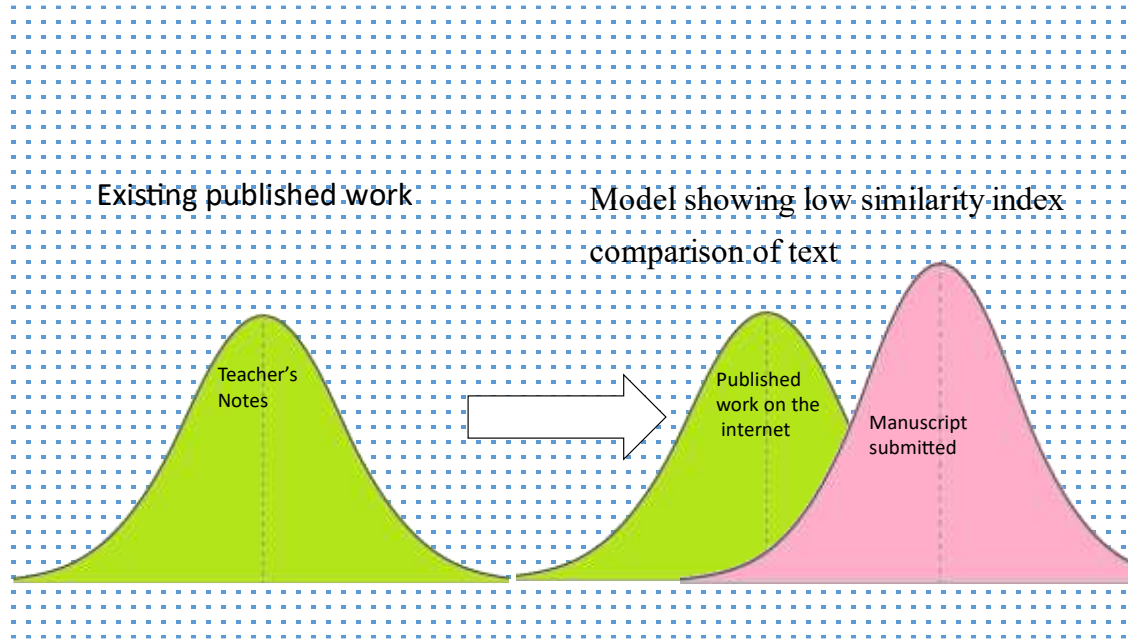 Existing published work
Model showing low similarity index
comparison of text
Teacher's
Notes
Published
work on the
internet
Manuscript
submitted